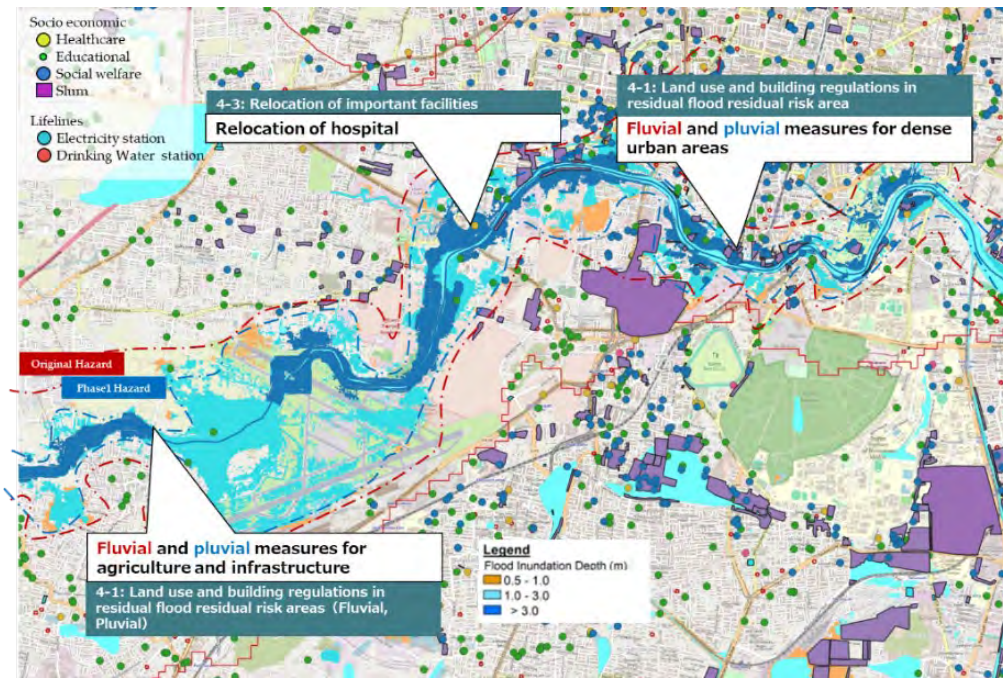 Socio economic
Healthcare
Educational
Social welfare
Slum
Lifelines
Electricity station
Drinking Water station
4-3: Relocation of important facilities
Relocation of hospital
4-1: Land use and building regulations in
residual flood residual risk area
Fluvial and pluvial measures for dense
urban areas
Original Hazard
Phase1 Hazard
Fluvial and pluvial measures for
agriculture and infrastructure
4-1: Land use and building regulations in
residual flood residual risk areas (Fluvial,
Pluvial)
Legend
Flood Inundation Depth (m)
0.5 - 1.0
1.0 - 3.0
> 3.0